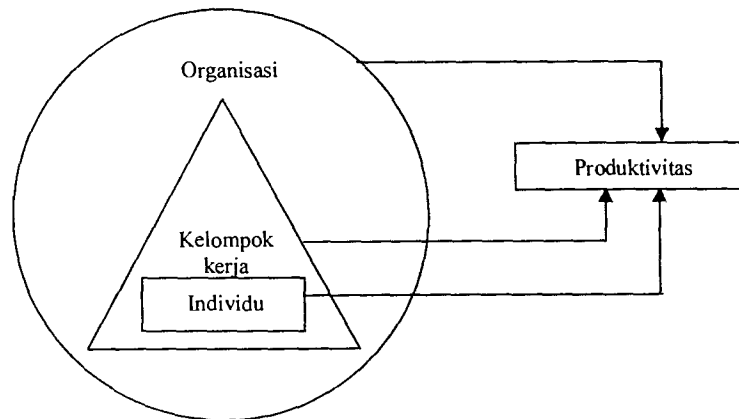 Organisasi
Produktivitas
Kelompok
kerja
Individu